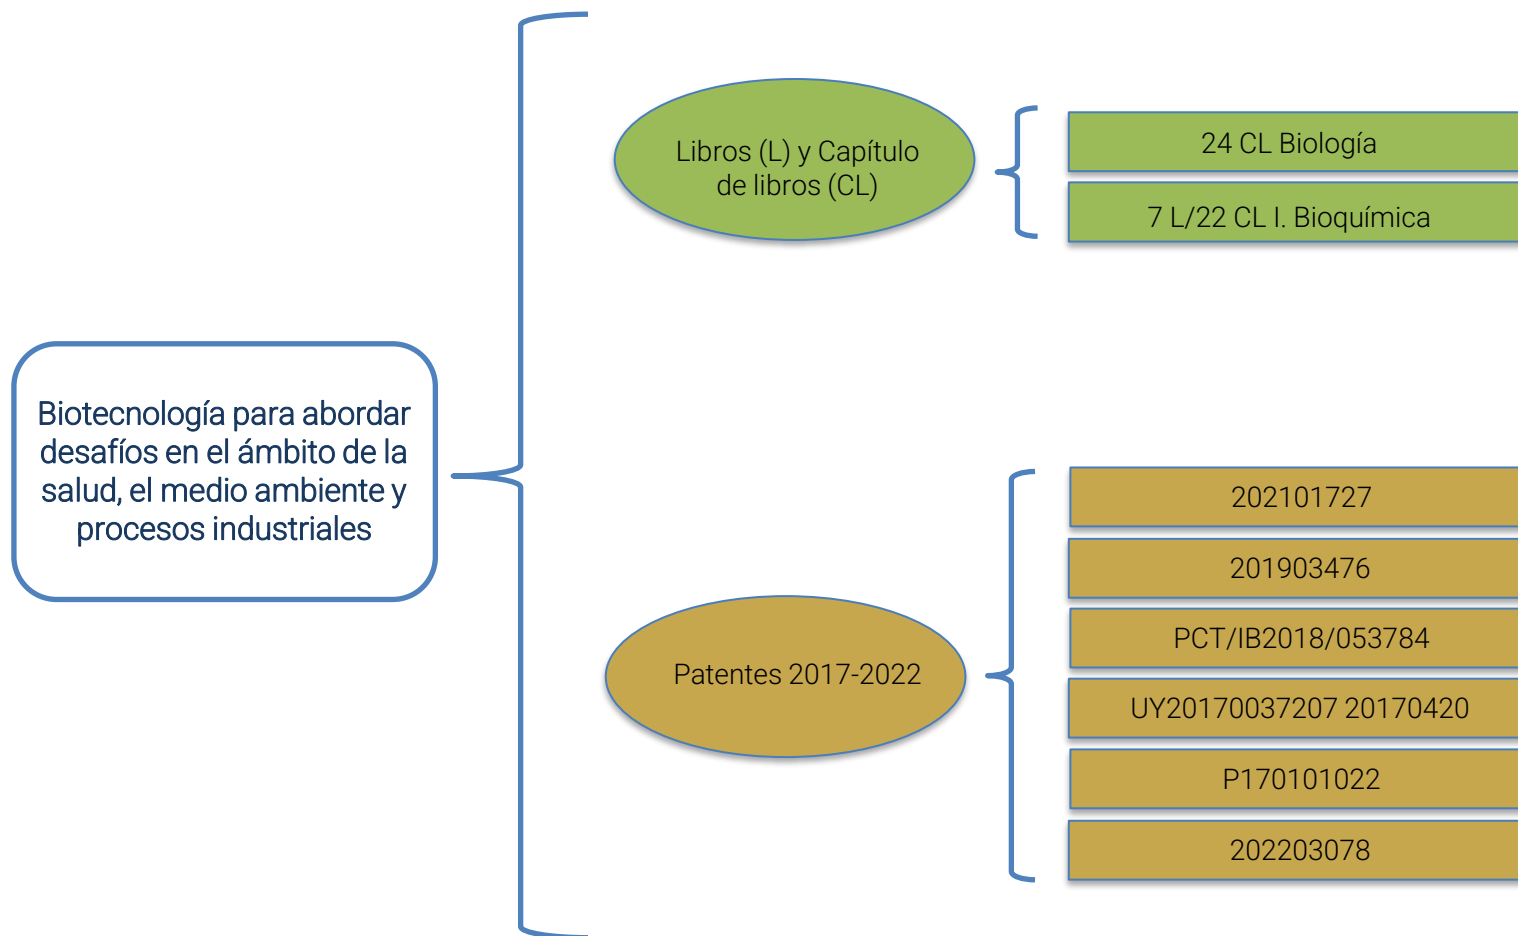 Biotecnología para abordar
desafíos en el ámbito de la
salud, el medio ambiente y
procesos industriales
Libros (L) y Capítulo
de libros (CL)
24 CL Biología
7 L/22 CL I. Bioquímica
Patentes 2017-2022
202101727
201903476
PCT/IB2018/053784
UY20170037207 20170420
P170101022
202203078